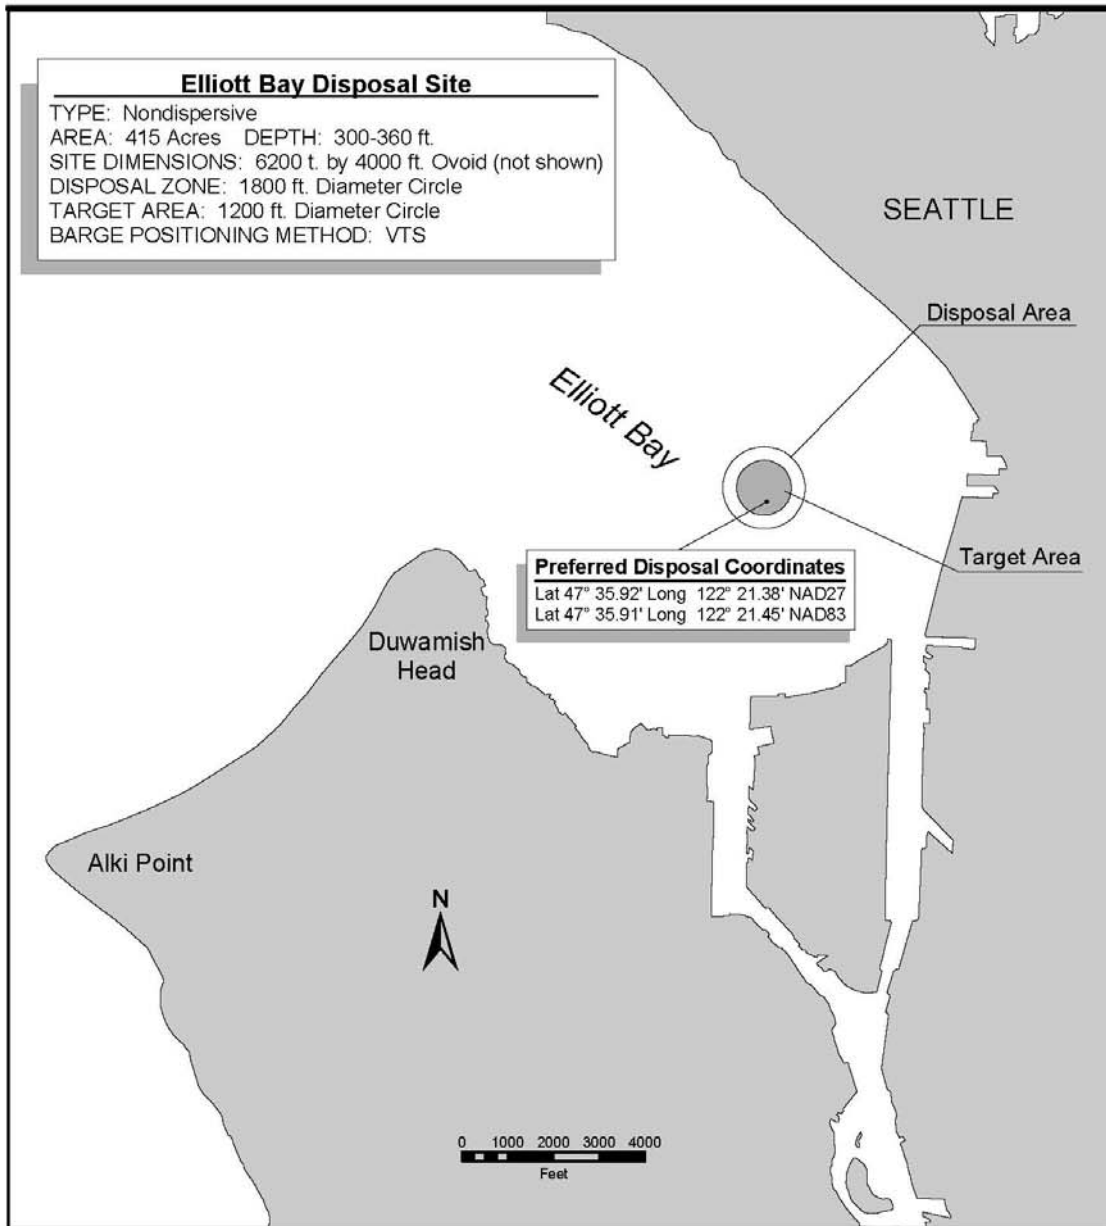 Elliott Bay Disposal Site
TYPE: Nondispersive
AREA: 415 Acres DEPTH: 300-360 ft.
SITE DIMENSIONS: 6200 t. by 4000 ft. Ovoid (not shown)
DISPOSAL ZONE: 1800 ft. Diameter Circle
TARGET AREA: 1200 ft. Diameter Circle
BARGE POSITIONING METHOD: VTS
SEATTLE
Disposal Area
Elliott Bay
Target Area
Preferred Disposal Coordinates
Lat 47° 35.92' Long 122° 21.38' NAD27
Lat 47° 35.91' Long 122° 21.45' NAD83
Duwamish
Head
Alki Point
N
0 1000 2000 3000 4000
Feet